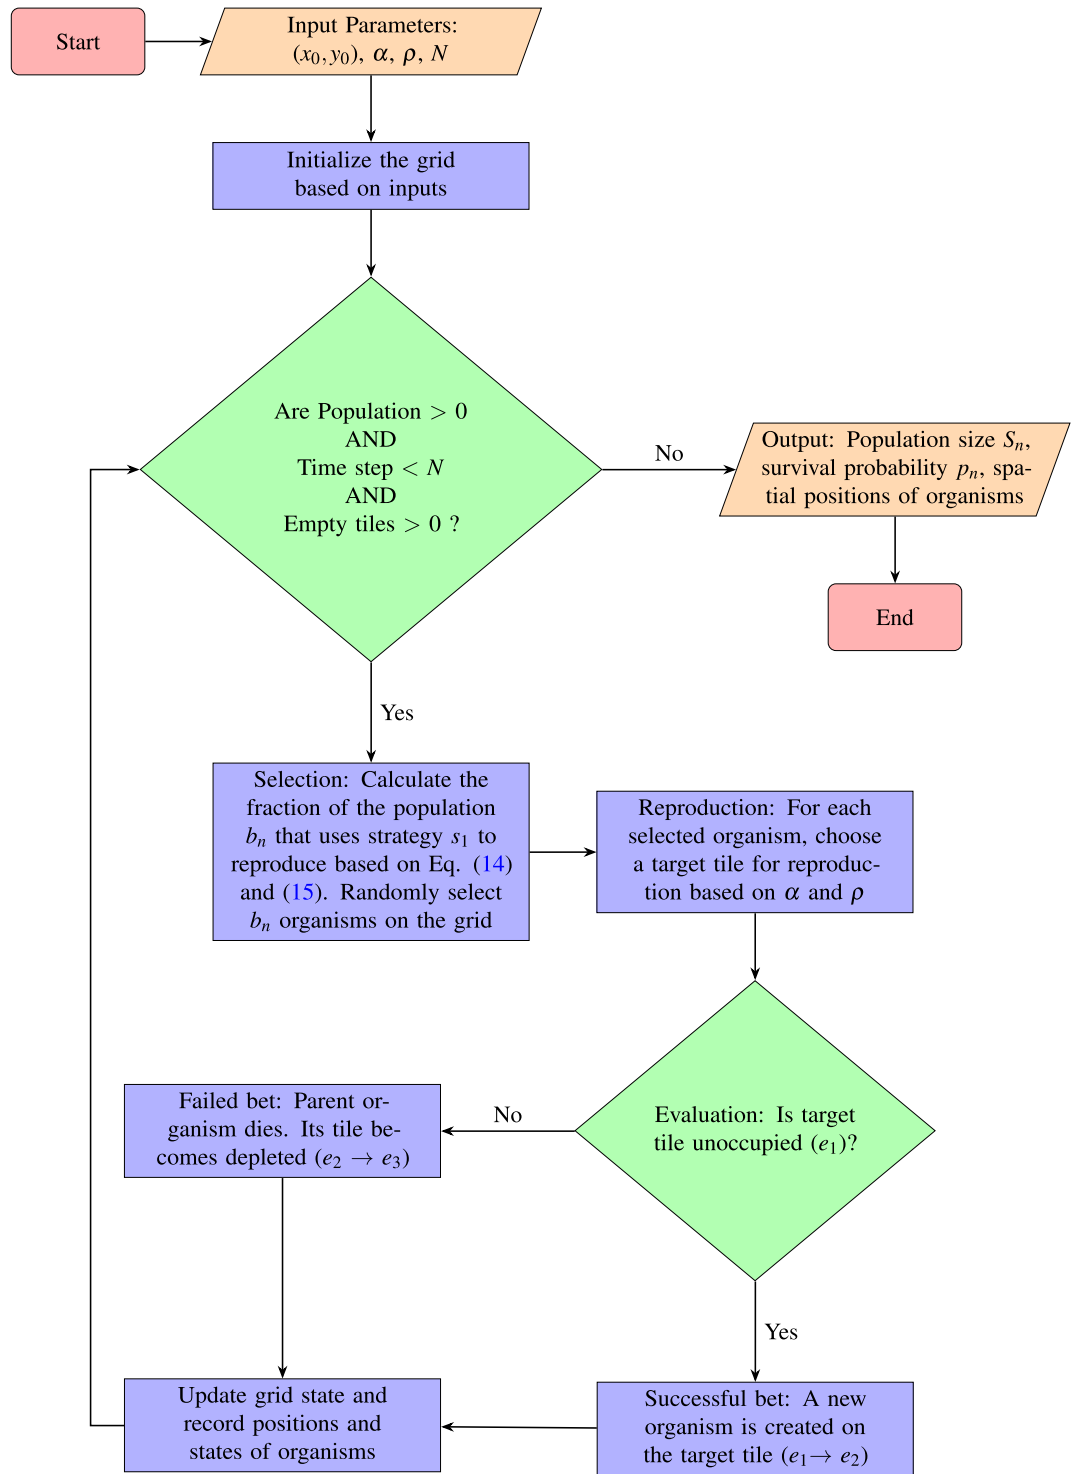 Start
Input Parameters:
(x₀, y₀), α, ρ, N
Initialize the grid
based on inputs
Are Population > 0
AND
Time step < N
AND
Empty tiles > 0 ?
No
Output: Population size Sₙ,
survival probability pₙ, spa-
tial positions of organisms
End
Yes
Selection: Calculate the
fraction of the population
bₙ that uses strategy s₁ to
reproduce based on Eq. (14)
and (15). Randomly select
bₙ organisms on the grid
Reproduction: For each
selected organism, choose
a target tile for reproduc-
tion based on α and ρ
Evaluation: Is target
tile unoccupied (e₁)?
No
Failed bet: Parent or-
ganism dies. Its tile be-
comes depleted (e₂ → e₃)
Yes
Successful bet: A new
organism is created on
the target tile (e₁→ e₂)
Update grid state and
record positions and
states of organisms